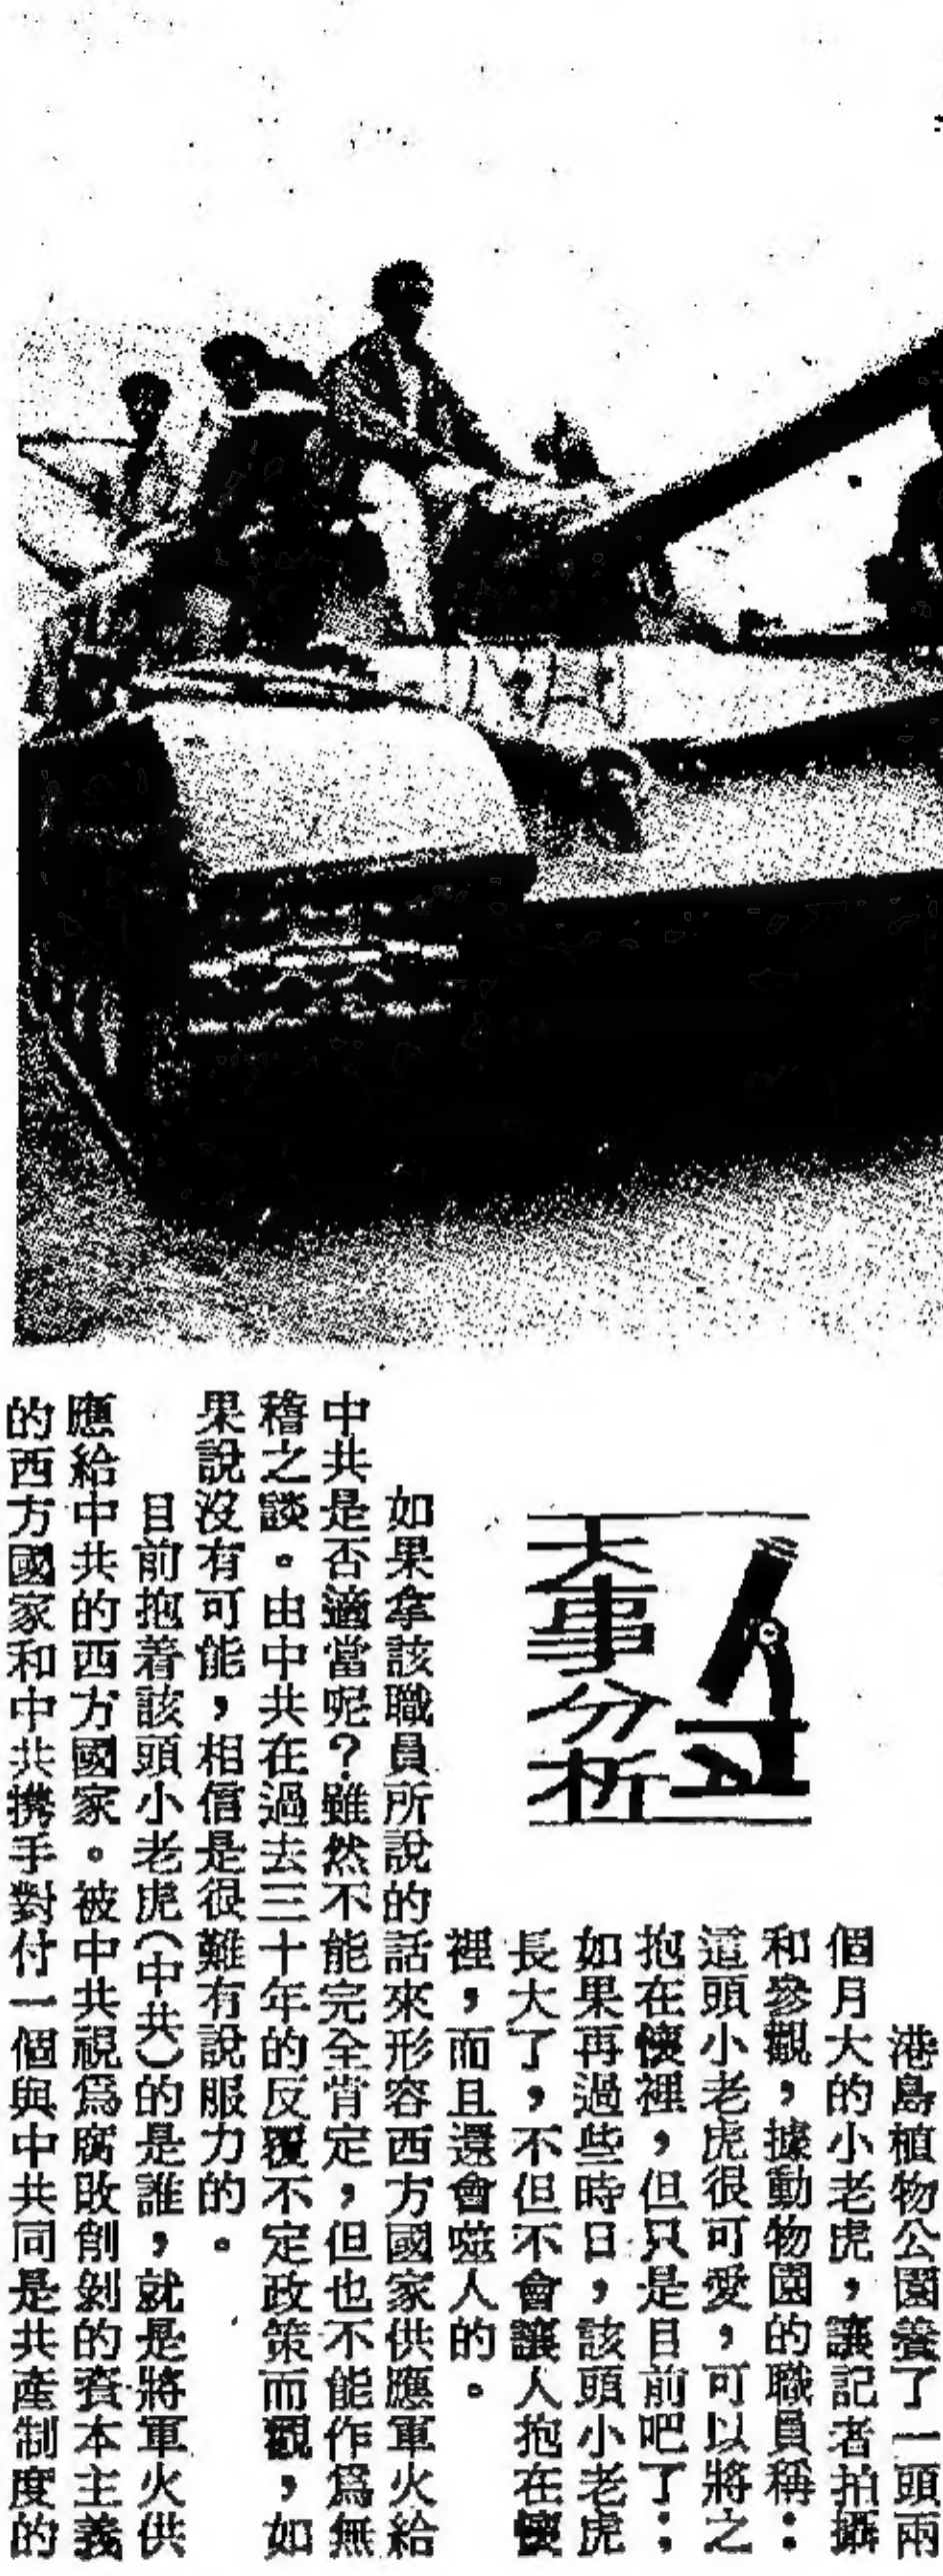 大事分析
港島植物公園養了一頭兩
個月大的小老虎，讓記者拍攝
和參觀，據動物園的職員稱：
這頭小老虎很可愛，可以將之
抱在懷裡，但只是目前吧了；
如果再過些時日，該頭小老虎
長大了，不但不會讓人抱在懷
裡，而且還會噬人的。
如果拿該職員所說的話來形容西方國家供應軍火給
中共是否適當呢？雖然不能完全肯定，但也不能作爲無
稽之談。由中共在過去三十年的反覆不定政策而觀，如
果說沒有可能，相信是很難有說服力的。
目前抱着該頭小老虎（中共）的是誰，就是將軍火供
應給中共的西方國家。被中共視爲腐敗剝削的資本主義
的西方國家和中共携手對付一個與中共同是共產制度的